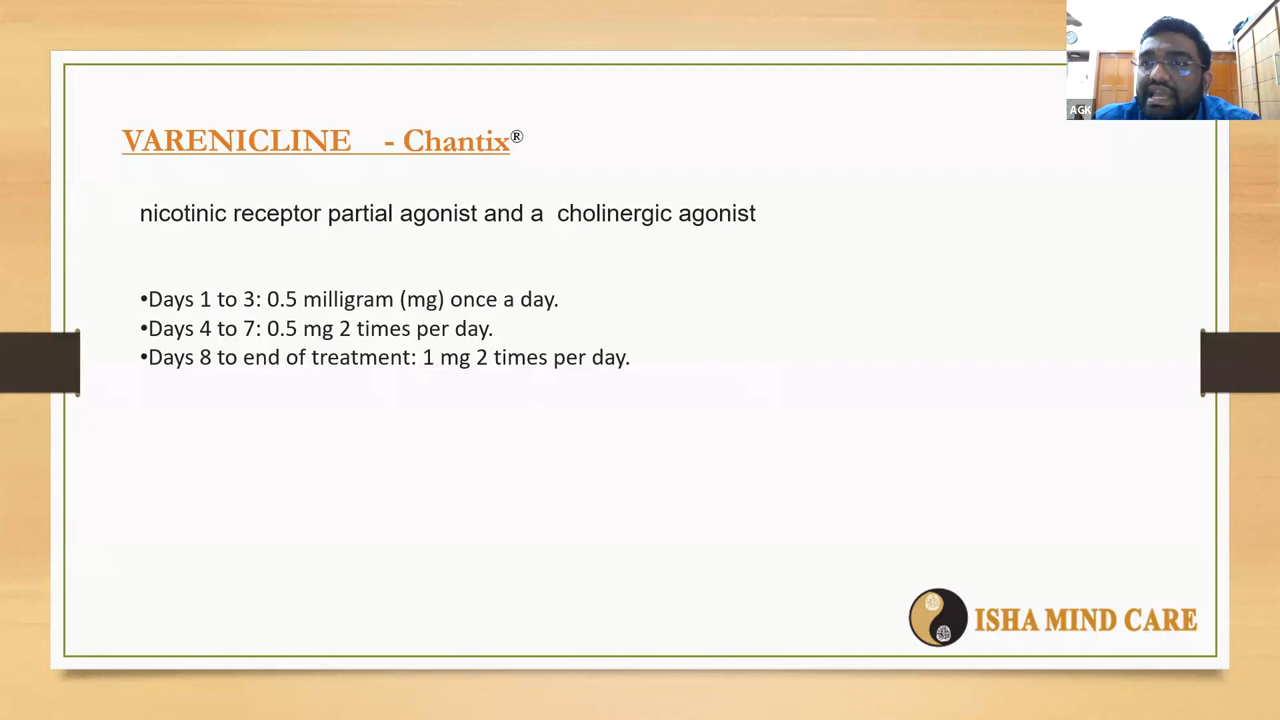 AGK
VARENICLINE - Chantix®
nicotinic receptor partial agonist and a cholinergic agonist
•Days 1 to 3: 0.5 milligram (mg) once a day.
•Days 4 to 7: 0.5 mg 2 times per day.
•Days 8 to end of treatment: 1 mg 2 times per day.
ISHA MIND CARE